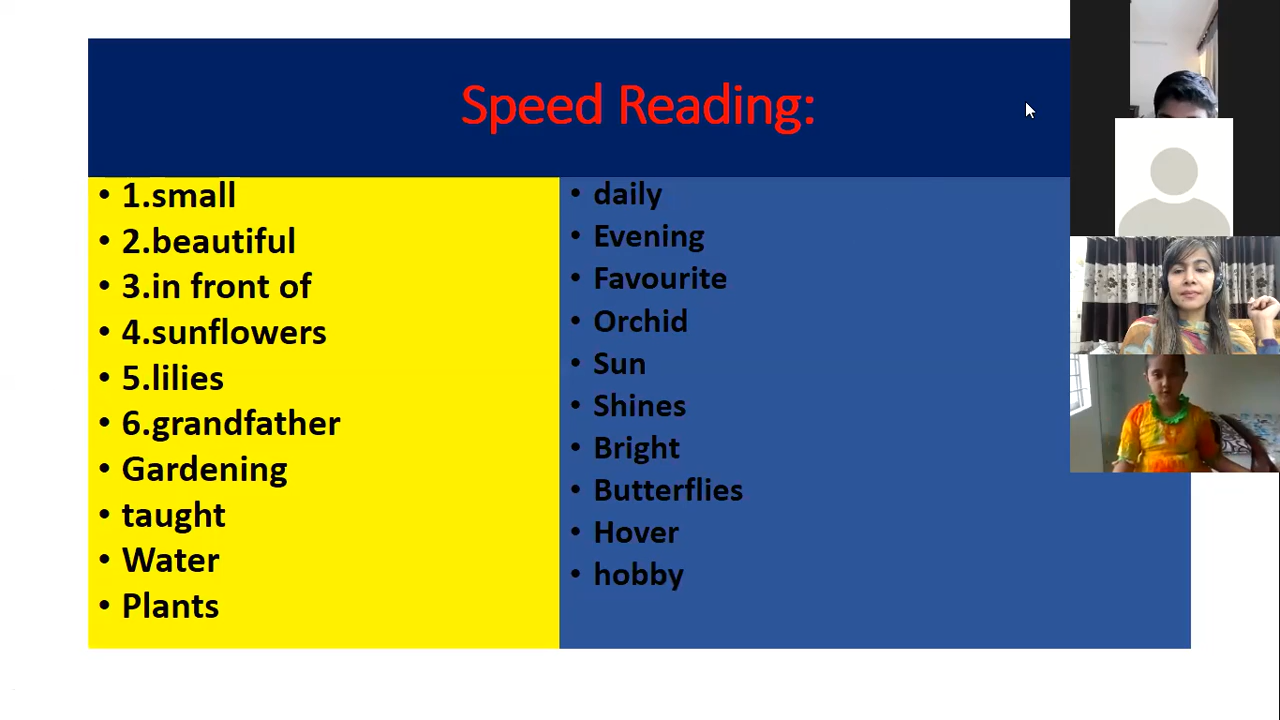 Speed Reading:
• 1.small
• 2.beautiful
• 3.in front of
• 4.sunflowers
• 5.lilies
• 6.grandfather
• Gardening
• taught
• Water
• Plants
• daily
• Evening
• Favourite
• Orchid
• Sun
• Shines
• Bright
• Butterflies
• Hover
• hobby